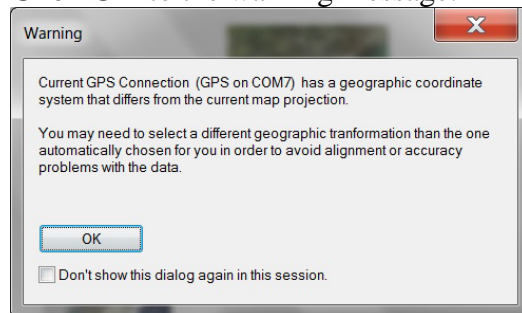 Warning
Current GPS Connection (GPS on COM7) has a geographic coordinate
system that differs from the current map projection.
You may need to select a different geographic tranformation than the one
automatically chosen for you in order to avoid alignment or accuracy
problems with the data.
OK
Don't show this dialog again in this session.